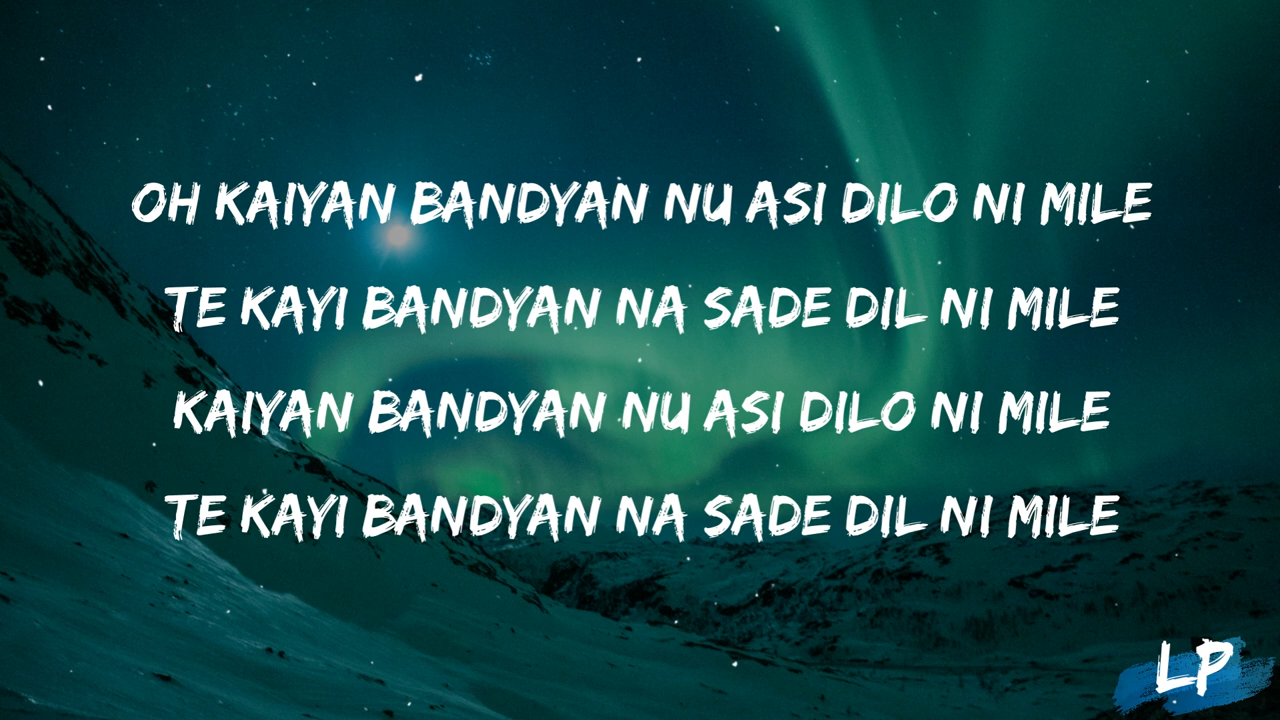 OH KAIYAN BANDYAN NU ASI DILO NI MILE
TE KAYI BANDYAN NA SADE DIL NI MILE
KAIYAN BANDYAN NU ASI DILO NI MILE
TE KAYI BANDYAN NA SADE DIL NI MILE
LP